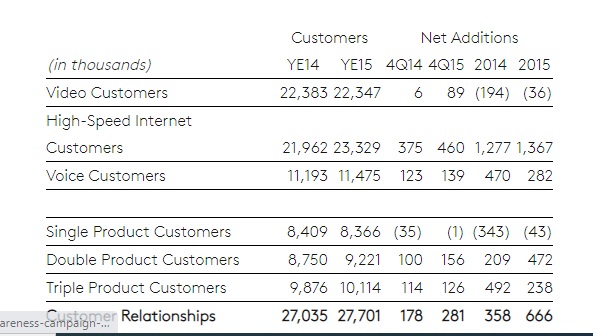 Customers Net Additions
(in thousands) YE14 YE15 4Q14 4Q15 2014 2015
Video Customers 22,383 22,347 6 89 (194) (36)
High-Speed Internet
Customers 21,962 23,329 375 460 1,277 1,367
Voice Customers 11,193 11,475 123 139 470 282
Single Product Customers 8,409 8,366 (35) (1) (343) (43)
Double Product Customers 8,750 9,221 100 156 209 472
Triple Product Customers 9,876 10,114 114 126 492 238
Customer Relationships 27,035 27,701 178 281 358 666
areness-campaign-...